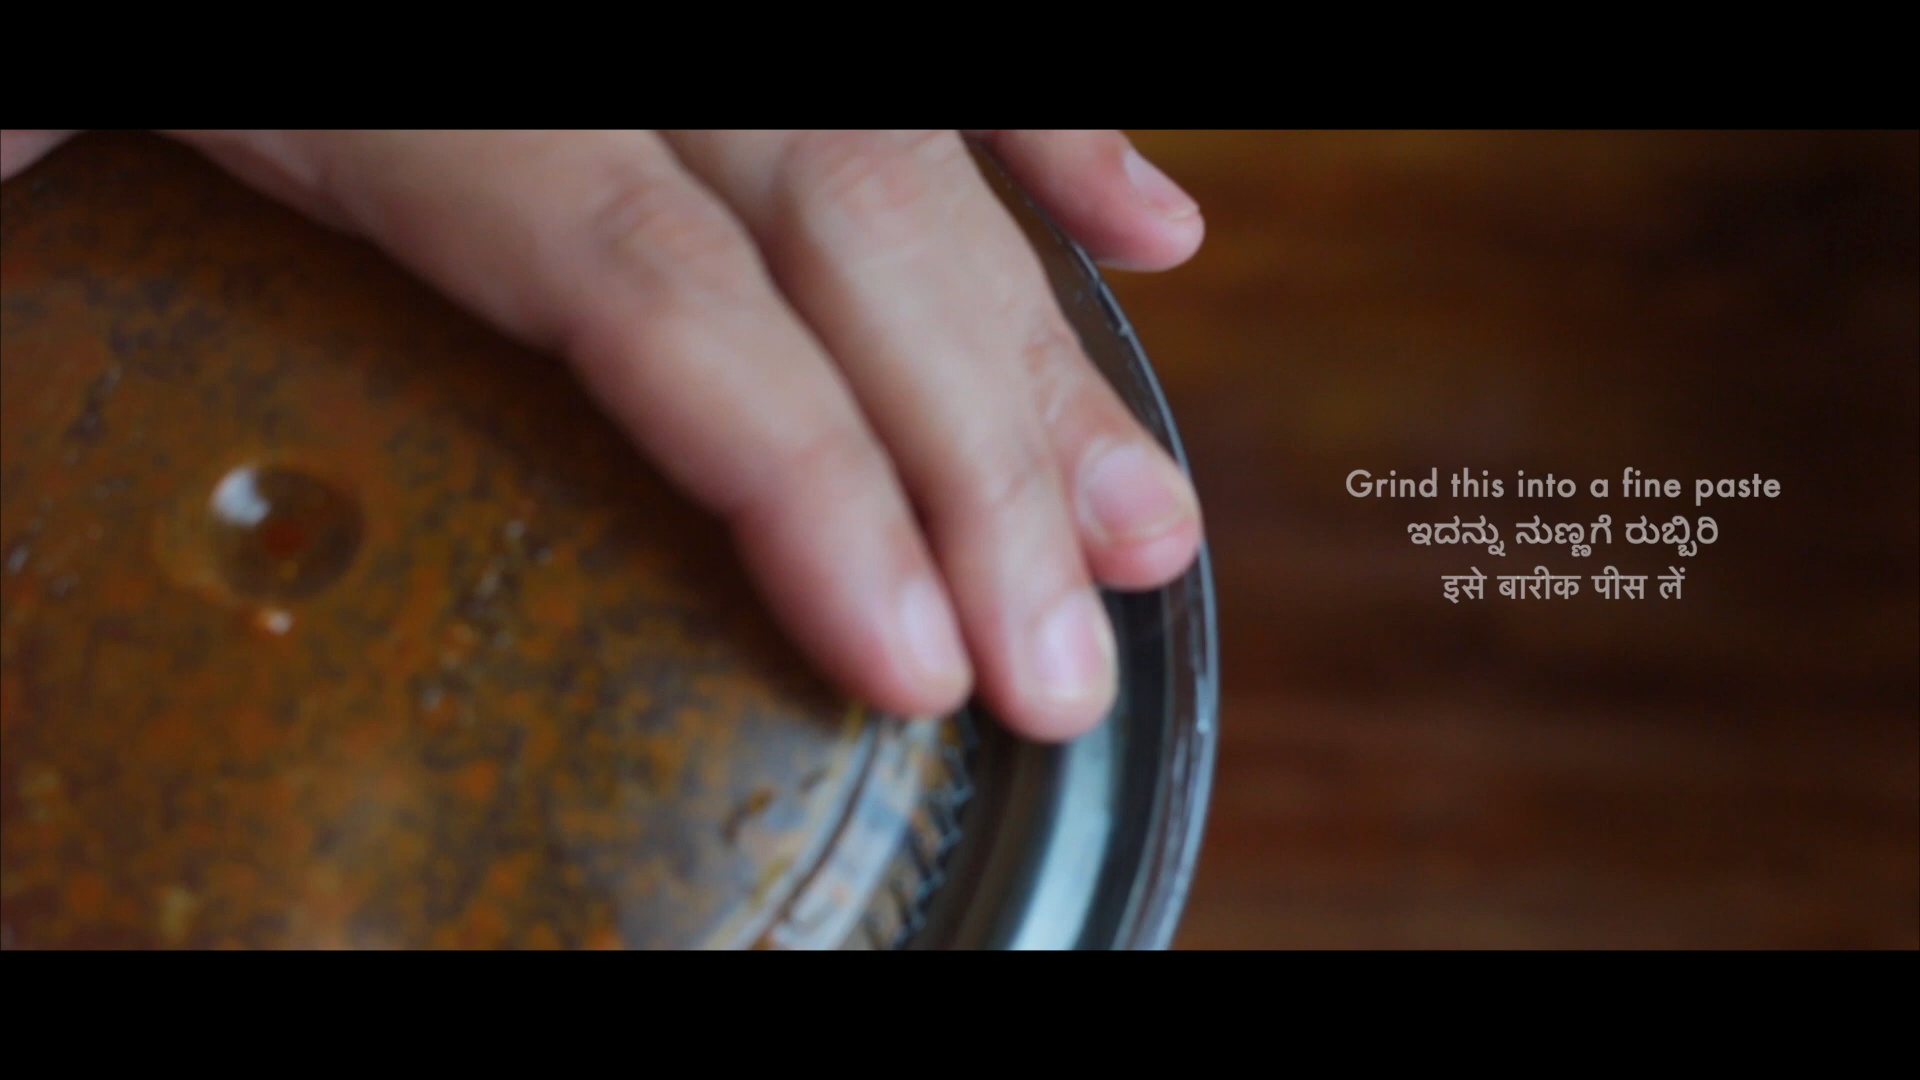 Grind this into a fine paste
ಇದನ್ನು ನುಣ್ಣಗೆ ರುಬ್ಬಿರಿ
इसे बारीक पीस लें